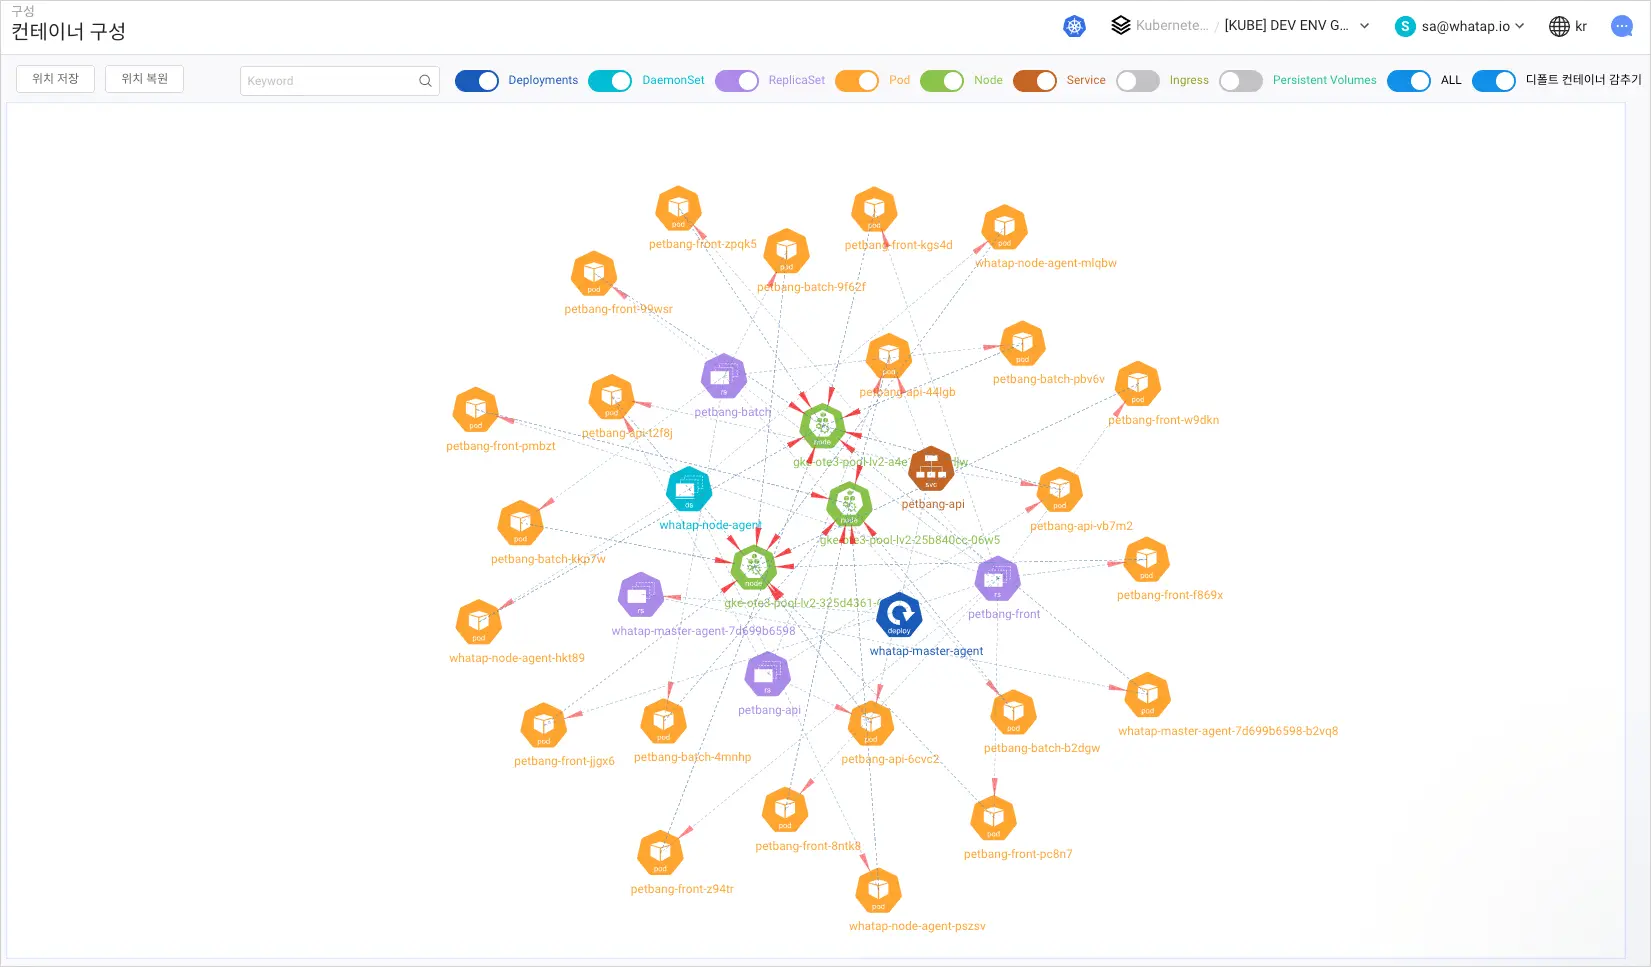 구성
컨테이너 구성
Kubernete... / [KUBE] DEV ENV G...
S sa@whatap.io
kr
위치 저장
위치 복원
Keyword
Deployments
DaemonSet
ReplicaSet
Pod
Node
Service
Ingress
Persistent Volumes
ALL
디폴트 컨테이너 감추기
pod
petbang-front-zpqk5
pod
petbang-front-kgs4d
pod
whatap-node-agent-mlqbw
pod
petbang-batch-9f62f
pod
petbang-front-99wsr
pod
petbang-batch-pbv6v
pod
petbang-api-44lgb
rs
petbang-batch
pod
petbang-front-w9dkn
pod
petbang-api-t2f8j
pod
petbang-front-pmbzt
node
gke-ote3-pool-lv2-a4e
svc
petbang-api
ds
whatap-node-agent
pod
petbang-api-vb7m2
node
gke-ote3-pool-lv2-25b840cc-06w5
pod
petbang-batch-kkp7w
pod
petbang-front-f869x
node
gke-ote3-pool-lv2-325d4361-
rs
petbang-front
rs
whatap-master-agent-7d699b6598
deploy
whatap-master-agent
pod
whatap-node-agent-hkt89
rs
petbang-api
pod
whatap-master-agent-7d699b6598-b2vq8
pod
petbang-batch-b2dgw
pod
petbang-front-jjgx6
pod
petbang-batch-4mnhp
pod
petbang-api-6cvc2
pod
petbang-front-8ntk8
pod
petbang-front-pc8n7
pod
petbang-front-z94tr
pod
whatap-node-agent-pszsv